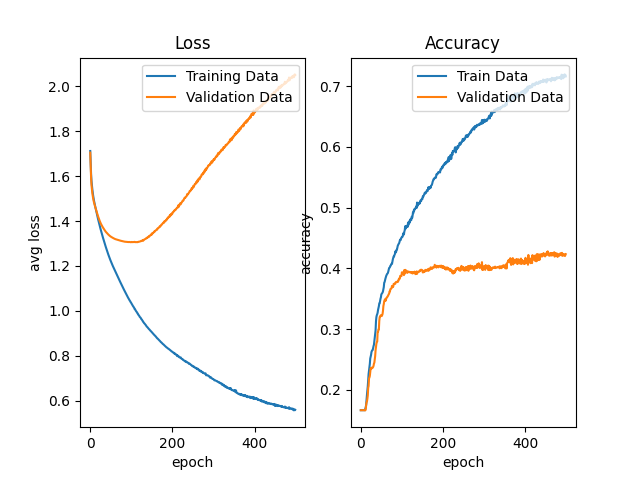 Loss
Training Data
Validation Data
2.0
1.8
1.6
1.4
1.2
1.0
0.8
0.6
avg loss
0
200
400
epoch
Accuracy
Train Data
Validation Data
0.7
0.6
0.5
0.4
0.3
0.2
accuracy
0
200
400
epoch